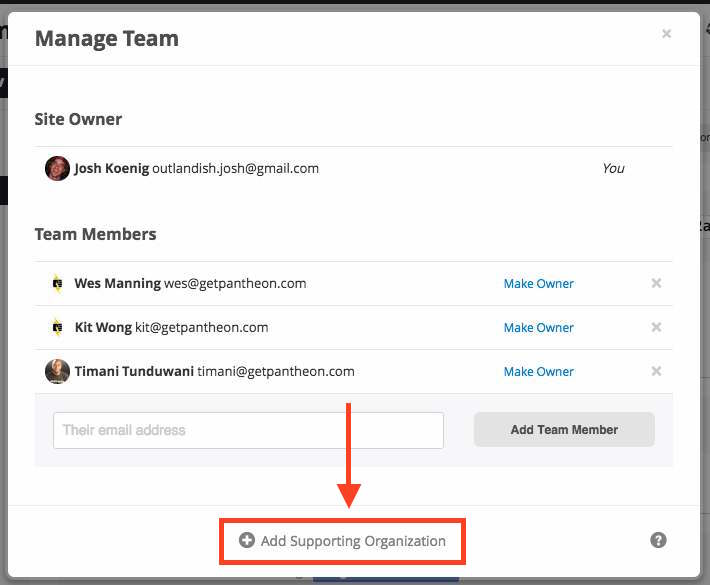 Manage Team ×
Site Owner
Josh Koenig outlandish.josh@gmail.com You
Team Members
Wes Manning wes@getpantheon.com Make Owner ×
Kit Wong kit@getpantheon.com Make Owner ×
Timani Tunduwani timani@getpantheon.com Make Owner ×
Their email address Add Team Member
Add Supporting Organization ?